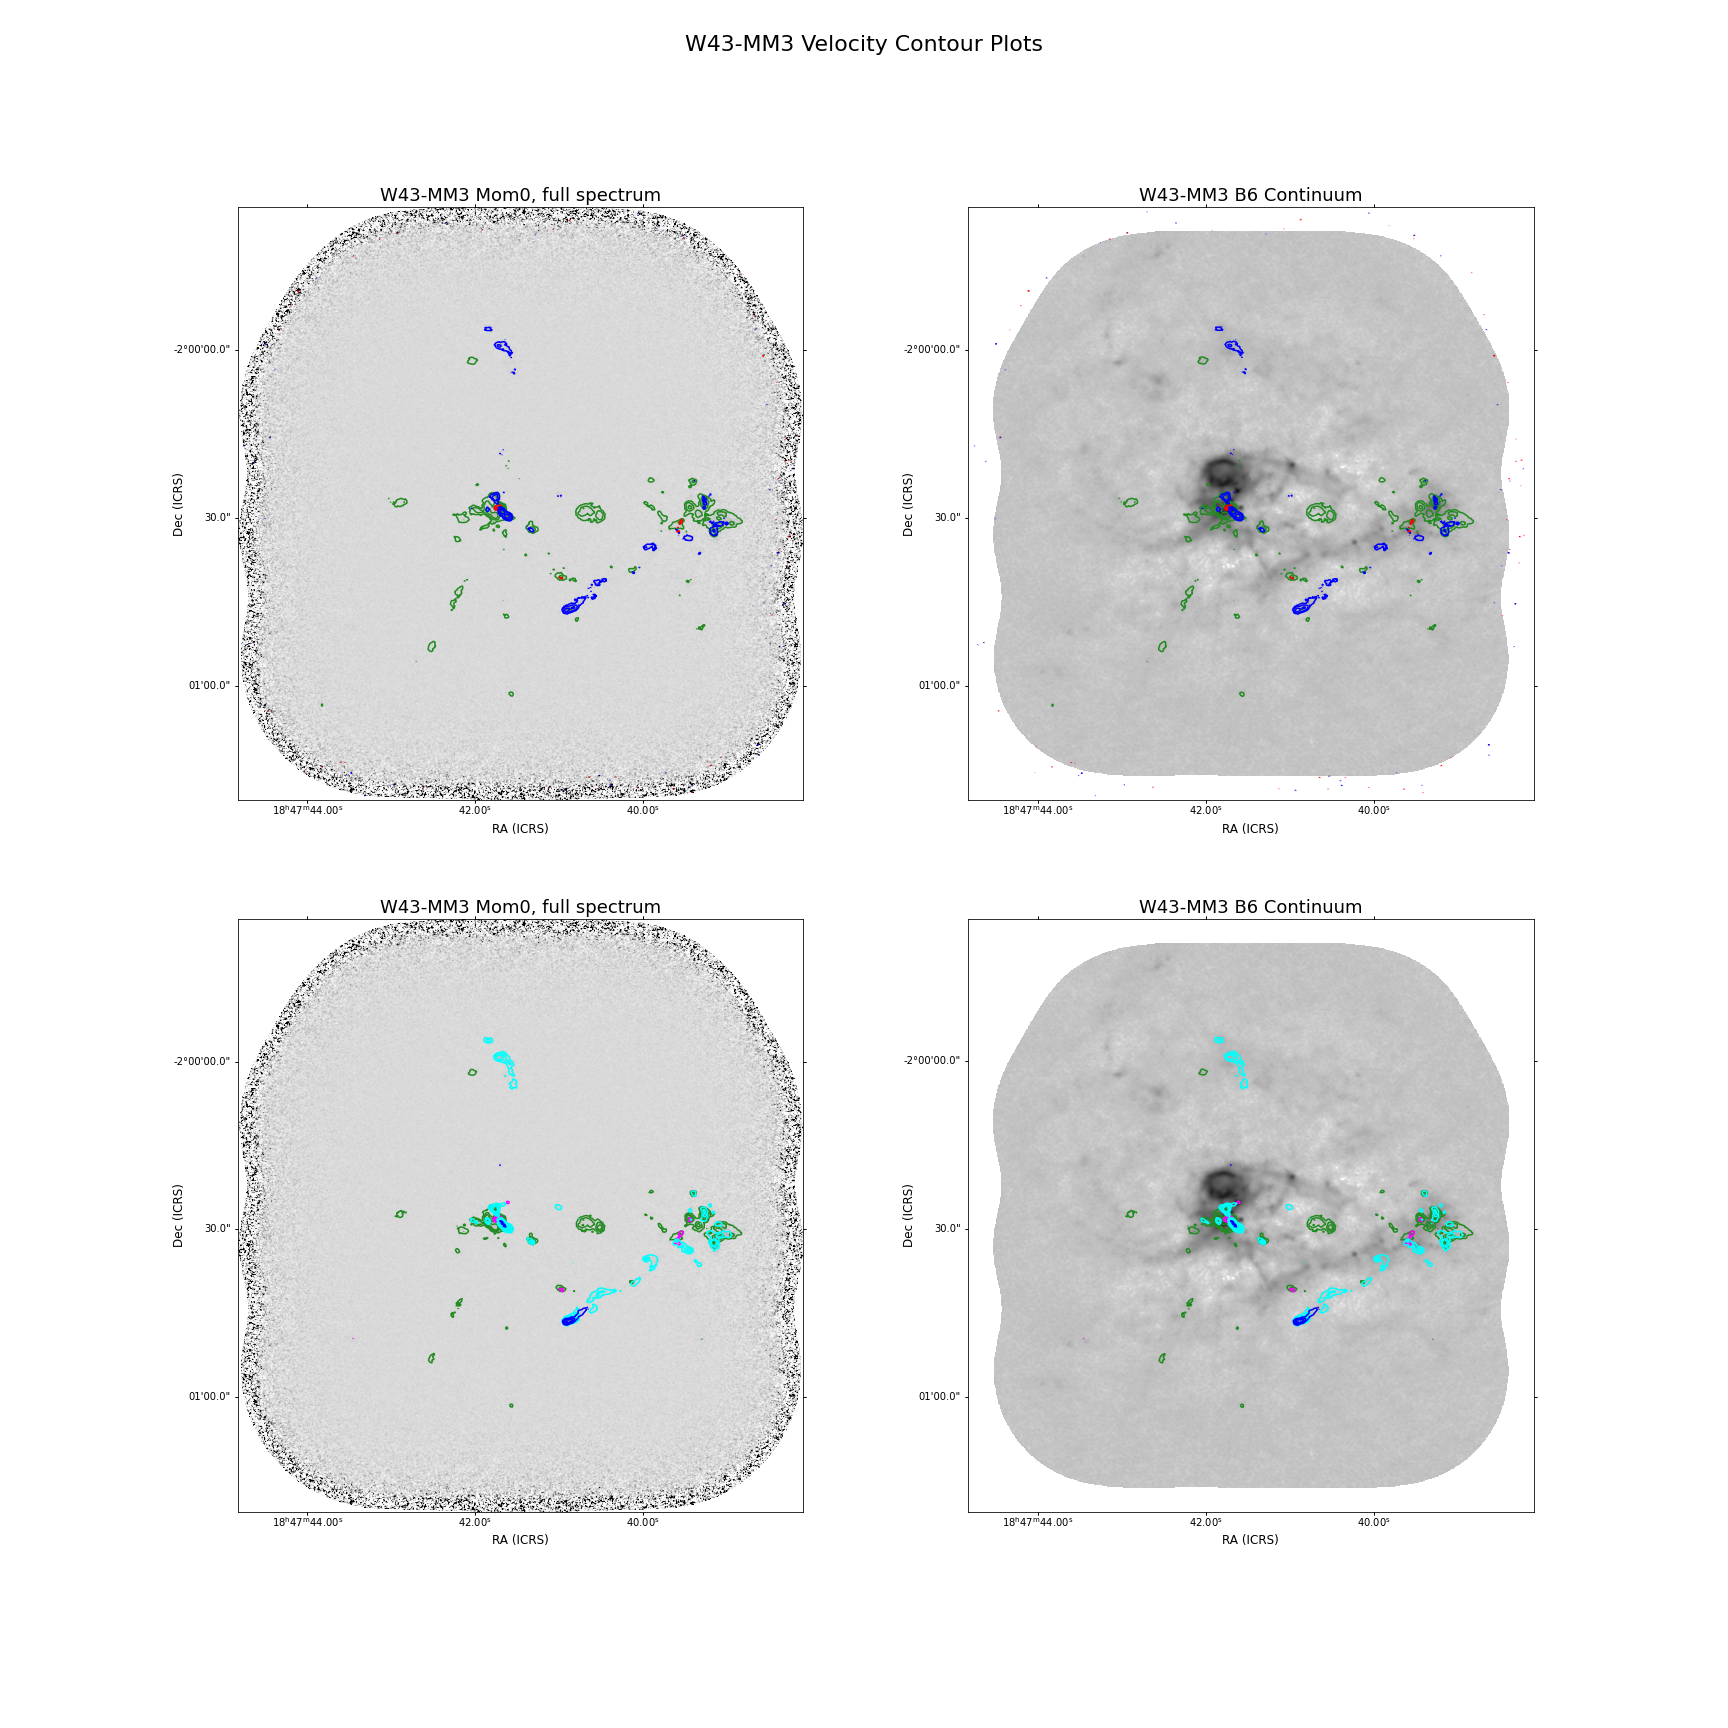 W43-MM3 Velocity Contour Plots
W43-MM3 Mom0, full spectrum
W43-MM3 B6 Continuum
-2°00'00.0"
30.0"
01'00.0"
Dec (ICRS)
18ʰ47ᵐ44.00ˢ 42.00ˢ 40.00ˢ
RA (ICRS)
-2°00'00.0"
30.0"
01'00.0"
Dec (ICRS)
18ʰ47ᵐ44.00ˢ 42.00ˢ 40.00ˢ
RA (ICRS)
W43-MM3 Mom0, full spectrum
W43-MM3 B6 Continuum
-2°00'00.0"
30.0"
01'00.0"
Dec (ICRS)
18ʰ47ᵐ44.00ˢ 42.00ˢ 40.00ˢ
RA (ICRS)
-2°00'00.0"
30.0"
01'00.0"
Dec (ICRS)
18ʰ47ᵐ44.00ˢ 42.00ˢ 40.00ˢ
RA (ICRS)